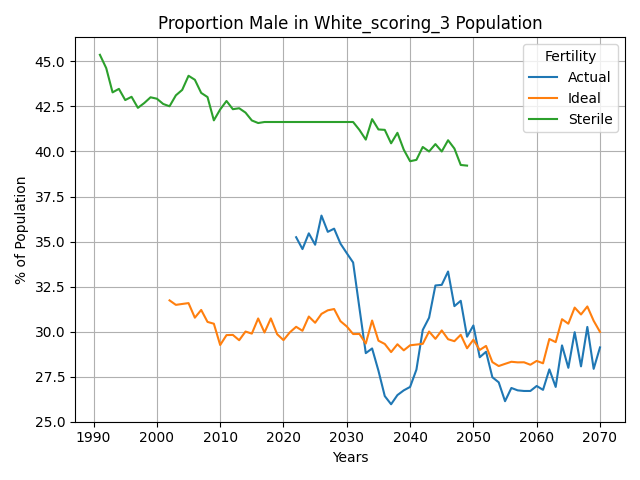 Proportion Male in White_scoring_3 Population
Fertility
Actual
Ideal
Sterile
% of Population
45.0
42.5
40.0
37.5
35.0
32.5
30.0
27.5
25.0
1990
2000
2010
2020
2030
2040
2050
2060
2070
Years